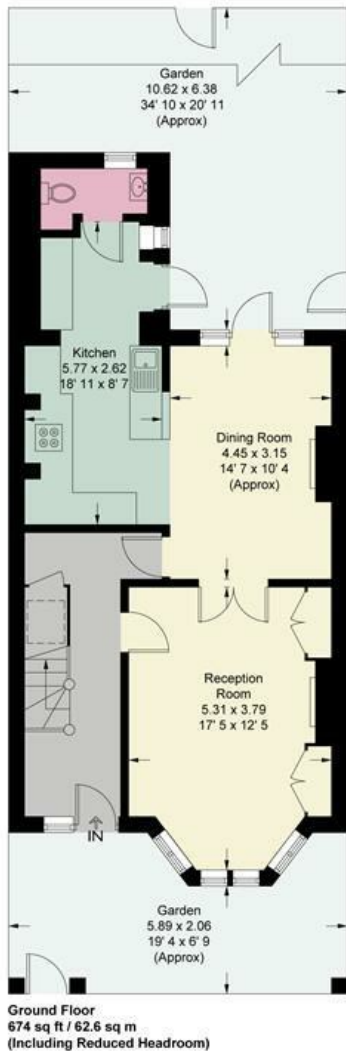 Garden
10.62 x 6.38
34' 10 x 20' 11
(Approx)
Kitchen
5.77 x 2.62
18' 11 x 8' 7
Dining Room
4.45 x 3.15
14' 7 x 10' 4
(Approx)
Reception
Room
5.31 x 3.79
17' 5 x 12' 5
IN
Garden
5.89 x 2.06
19' 4 x 6' 9
(Approx)
Ground Floor
674 sq ft / 62.6 sq m
(Including Reduced Headroom)